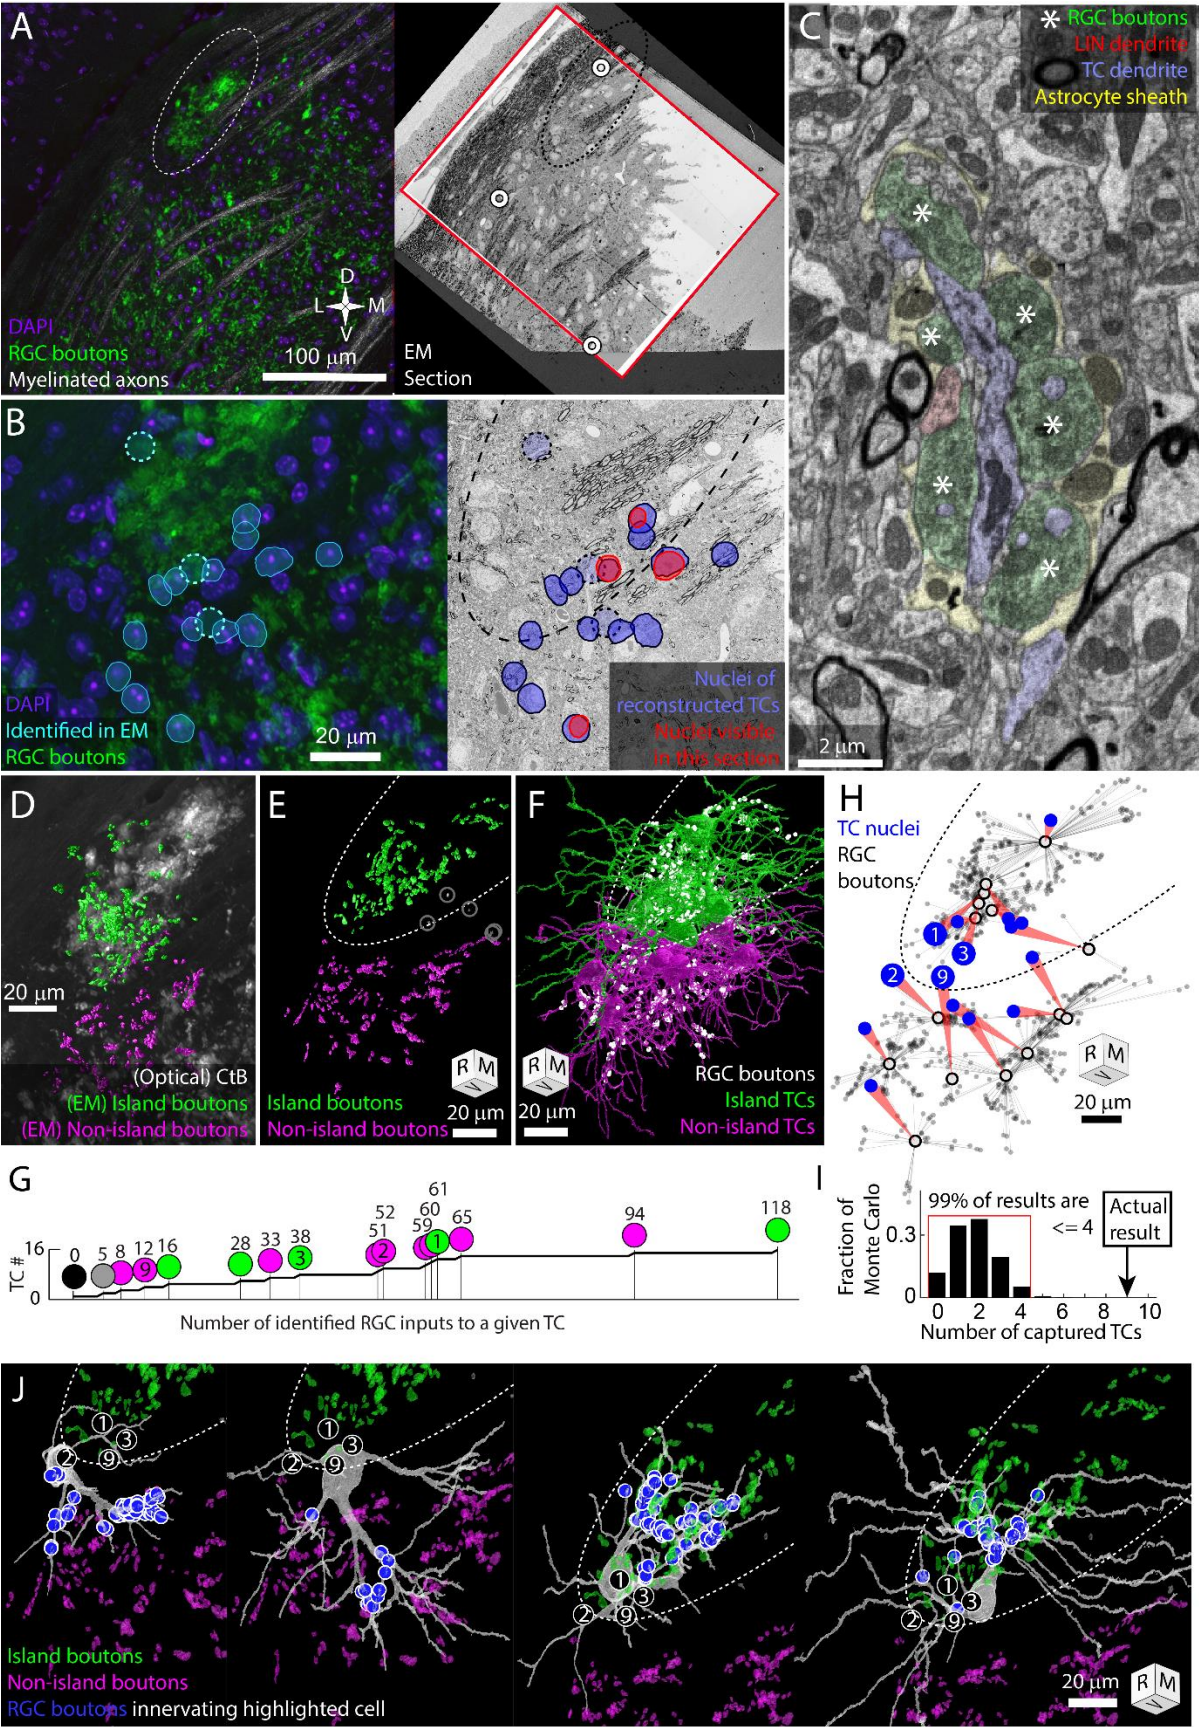 A
DAPI
RGC boutons
Myelinated axons
D
L M
V
100 μm
EM
Section
B
DAPI
Identified in EM
RGC boutons
20 μm
Nuclei of
reconstructed TCs
Nuclei visible
in this section
C
* RGC boutons
LIN dendrite
TC dendrite
Astrocyte sheath
*
*
*
*
*
*
2 μm
D
20 μm
(Optical) CtB
(EM) Island boutons
(EM) Non-island boutons
E
R M
V
Island boutons
Non-island boutons
20 μm
F
R M
V
20 μm
RGC boutons
Island TCs
Non-island TCs
H
TC nuclei
RGC
boutons
1
3
2
9
R M
V
20 μm
G
TC #
16
0
0
5
8
12
9
16
28
33
38
3
51
52
2
59
60
61
1
65
94
118
Number of identified RGC inputs to a given TC
I
Fraction of
Monte Carlo
0.3
0
99% of results are
<= 4
Actual
result
0 2 4 6 8 10
Number of captured TCs
J
1
3
2
9
1
3
2
9
1
3
2
9
1
3
2
9
Island boutons
Non-island boutons
RGC boutons innervating highlighted cell
20 μm
R M
V